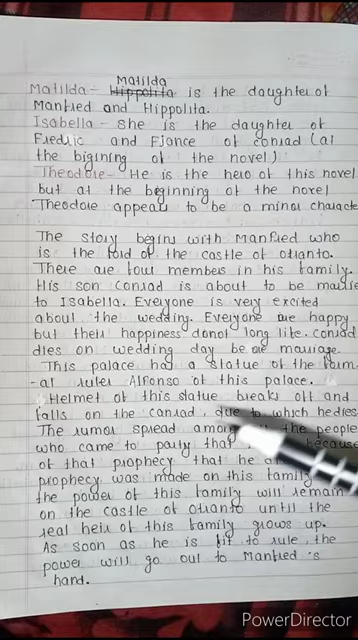 Matilda
Matilda - Hippolita is the daughter of
Manfred and Hippolita.
Isabella - She is the daughter of
Fredric and Fiance of conrad (at
the bigining of the novel)
Theodore - He is the hero of this novel
but at the beginning of the novel
Theodore appears to be a minor characte
The story begins with Manfred who
is the lord of the castle of otranto.
There are four members in his family.
His son Conrad is about to be marrie
to Isabella. Everyone is very excited
about the wedding. Everyone are happy
but their happiness donot long life. conrad
dies on wedding day be marriage.
This palace had a statue of the form
-al ruler Alfonso of this palace.
Helmet of this statue breaks off and
falls on the canrad, due to which he dies
The rumor spread amon the people
who came to party that because
of that prophecy that he a
prophecy was made on this family
the power of this family will remain
on the castle of otranto until the
real heir of this family grows up.
As soon as he is fit to rule, the
power will go out to Manfred's
hand.
PowerDirector